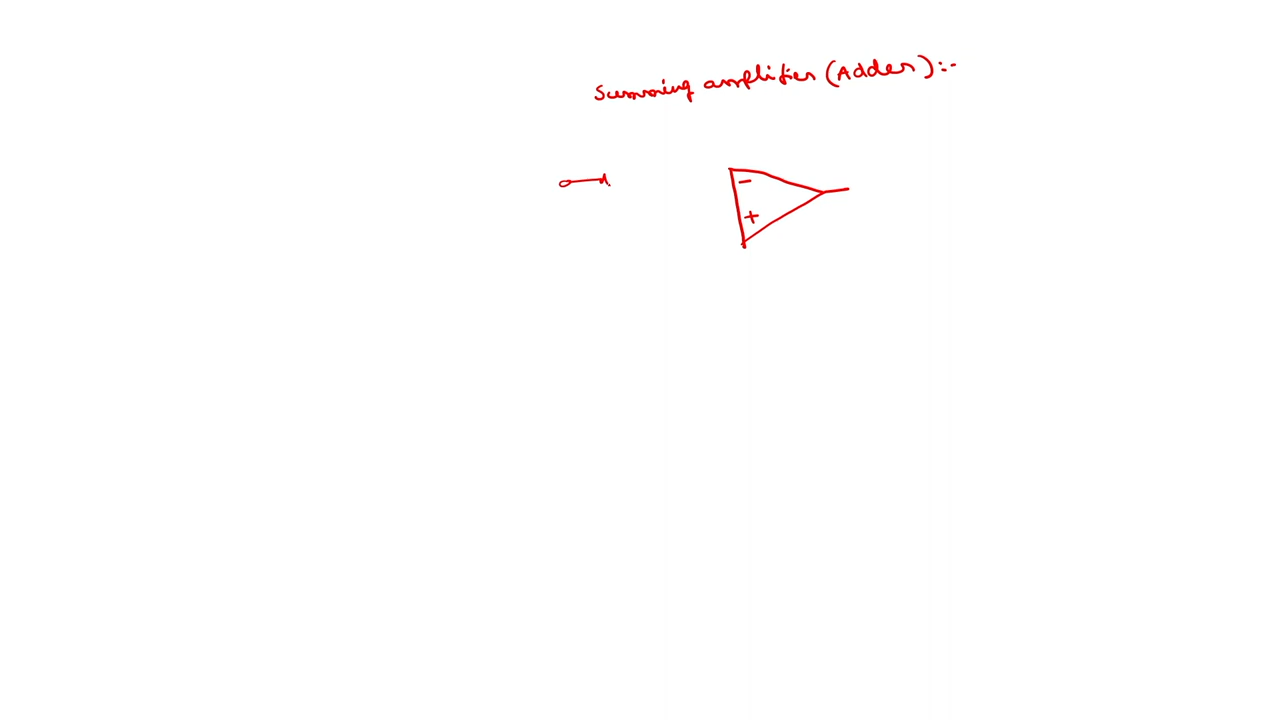 Summing amplifier (Adder):-
-
+